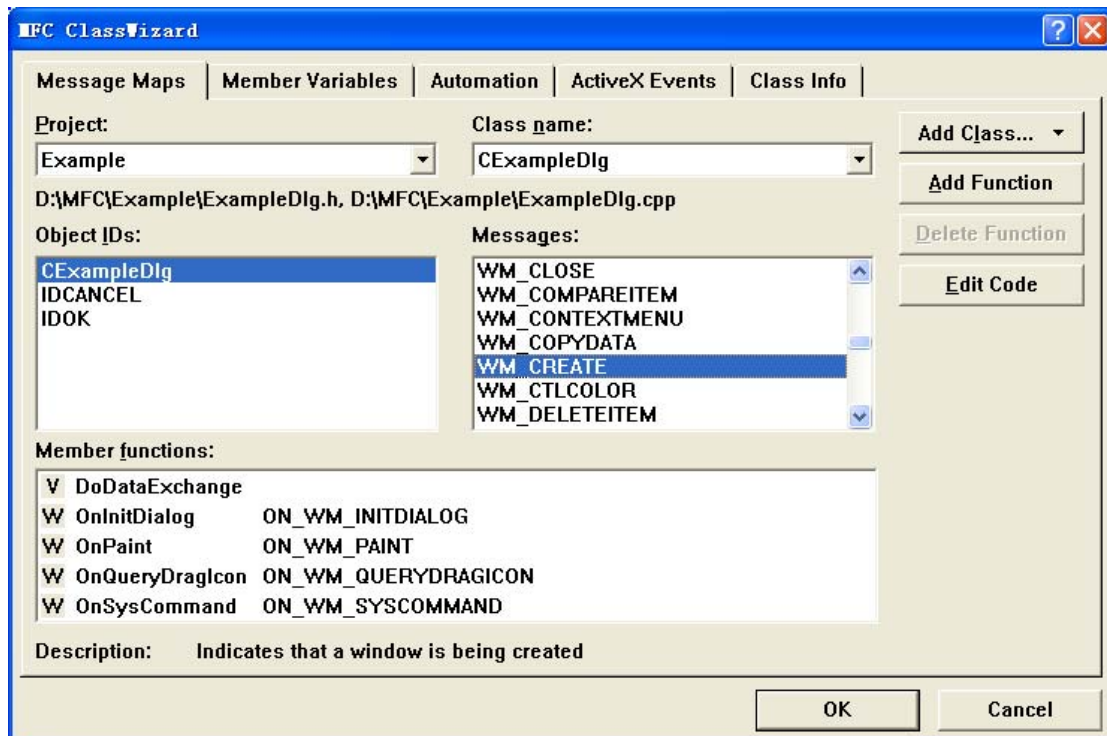 MFC ClassWizard
Message Maps Member Variables Automation ActiveX Events Class Info
Project: Class name:
Add Class...
Example CExampleDlg
Add Function
D:\MFC\Example\ExampleDlg.h, D:\MFC\Example\ExampleDlg.cpp
Object IDs: Messages:
Delete Function
CExampleDlg WM_CLOSE
IDCANCEL WM_COMPAREITEM
Edit Code
IDOK WM_CONTEXTMENU
WM_COPYDATA
WM_CREATE
WM_CTLCOLOR
WM_DELETEITEM
Member functions:
V DoDataExchange
W OnInitDialog ON_WM_INITDIALOG
W OnPaint ON_WM_PAINT
W OnQueryDragIcon ON_WM_QUERYDRAGICON
W OnSysCommand ON_WM_SYSCOMMAND
Description: Indicates that a window is being created
OK Cancel